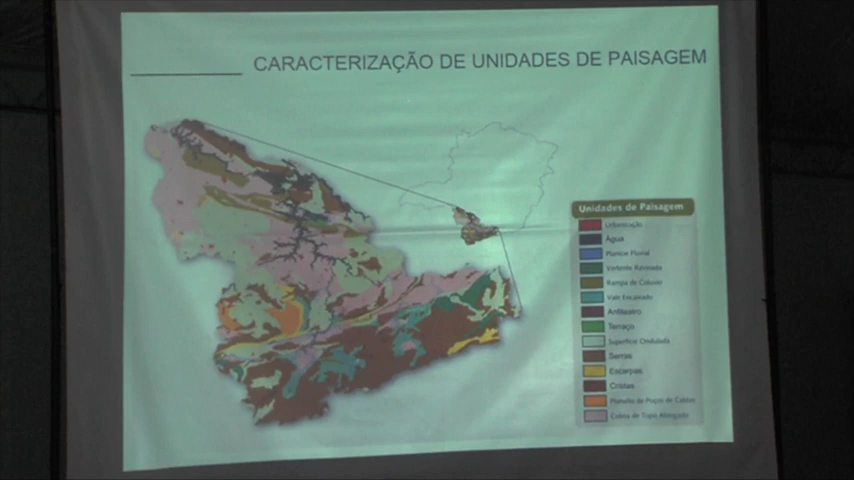 CARACTERIZAÇÃO DE UNIDADES DE PAISAGEM
Unidades de Paisagem
Urbanização
Água
Planície Fluvial
Vertente Ravinada
Rampa de Colúvio
Vale Encaixado
Anfiteatro
Terraço
Superfície Ondulada
Serras
Escarpas
Cristas
Planalto de Poços de Caldas
Colina de Topo Alongado